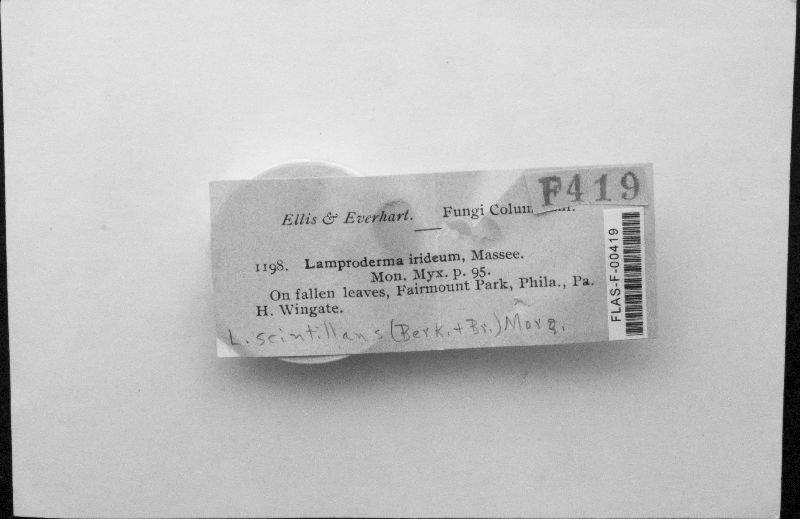 F419
Ellis & Everhart. Fungi
1198. Lamproderma irideum, Massee.
Mon. Myx. p. 95.
On fallen leaves, Fairmount Park, Phila., Pa.
H. Wingate.
L. scintillans (Berk. + Br.) Morg.
FLAS-F-00419